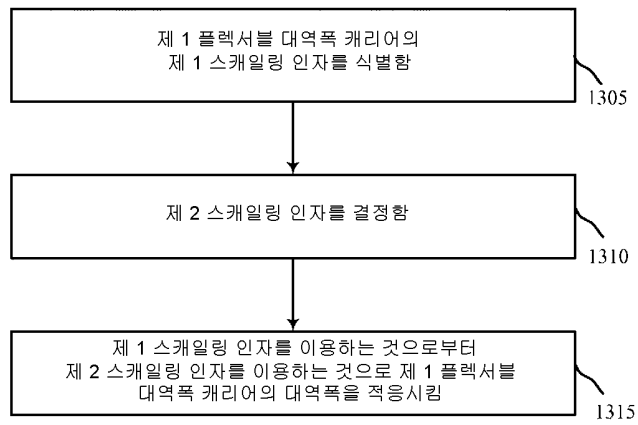 제 1 플렉서블 대역폭 캐리어의
제 1 스캐일링 인자를 식별함
1305
제 2 스캐일링 인자를 결정함
1310
제 1 스캐일링 인자를 이용하는 것으로부터
제 2 스캐일링 인자를 이용하는 것으로 제 1 플렉서블
대역폭 캐리어의 대역폭을 적응시킴
1315